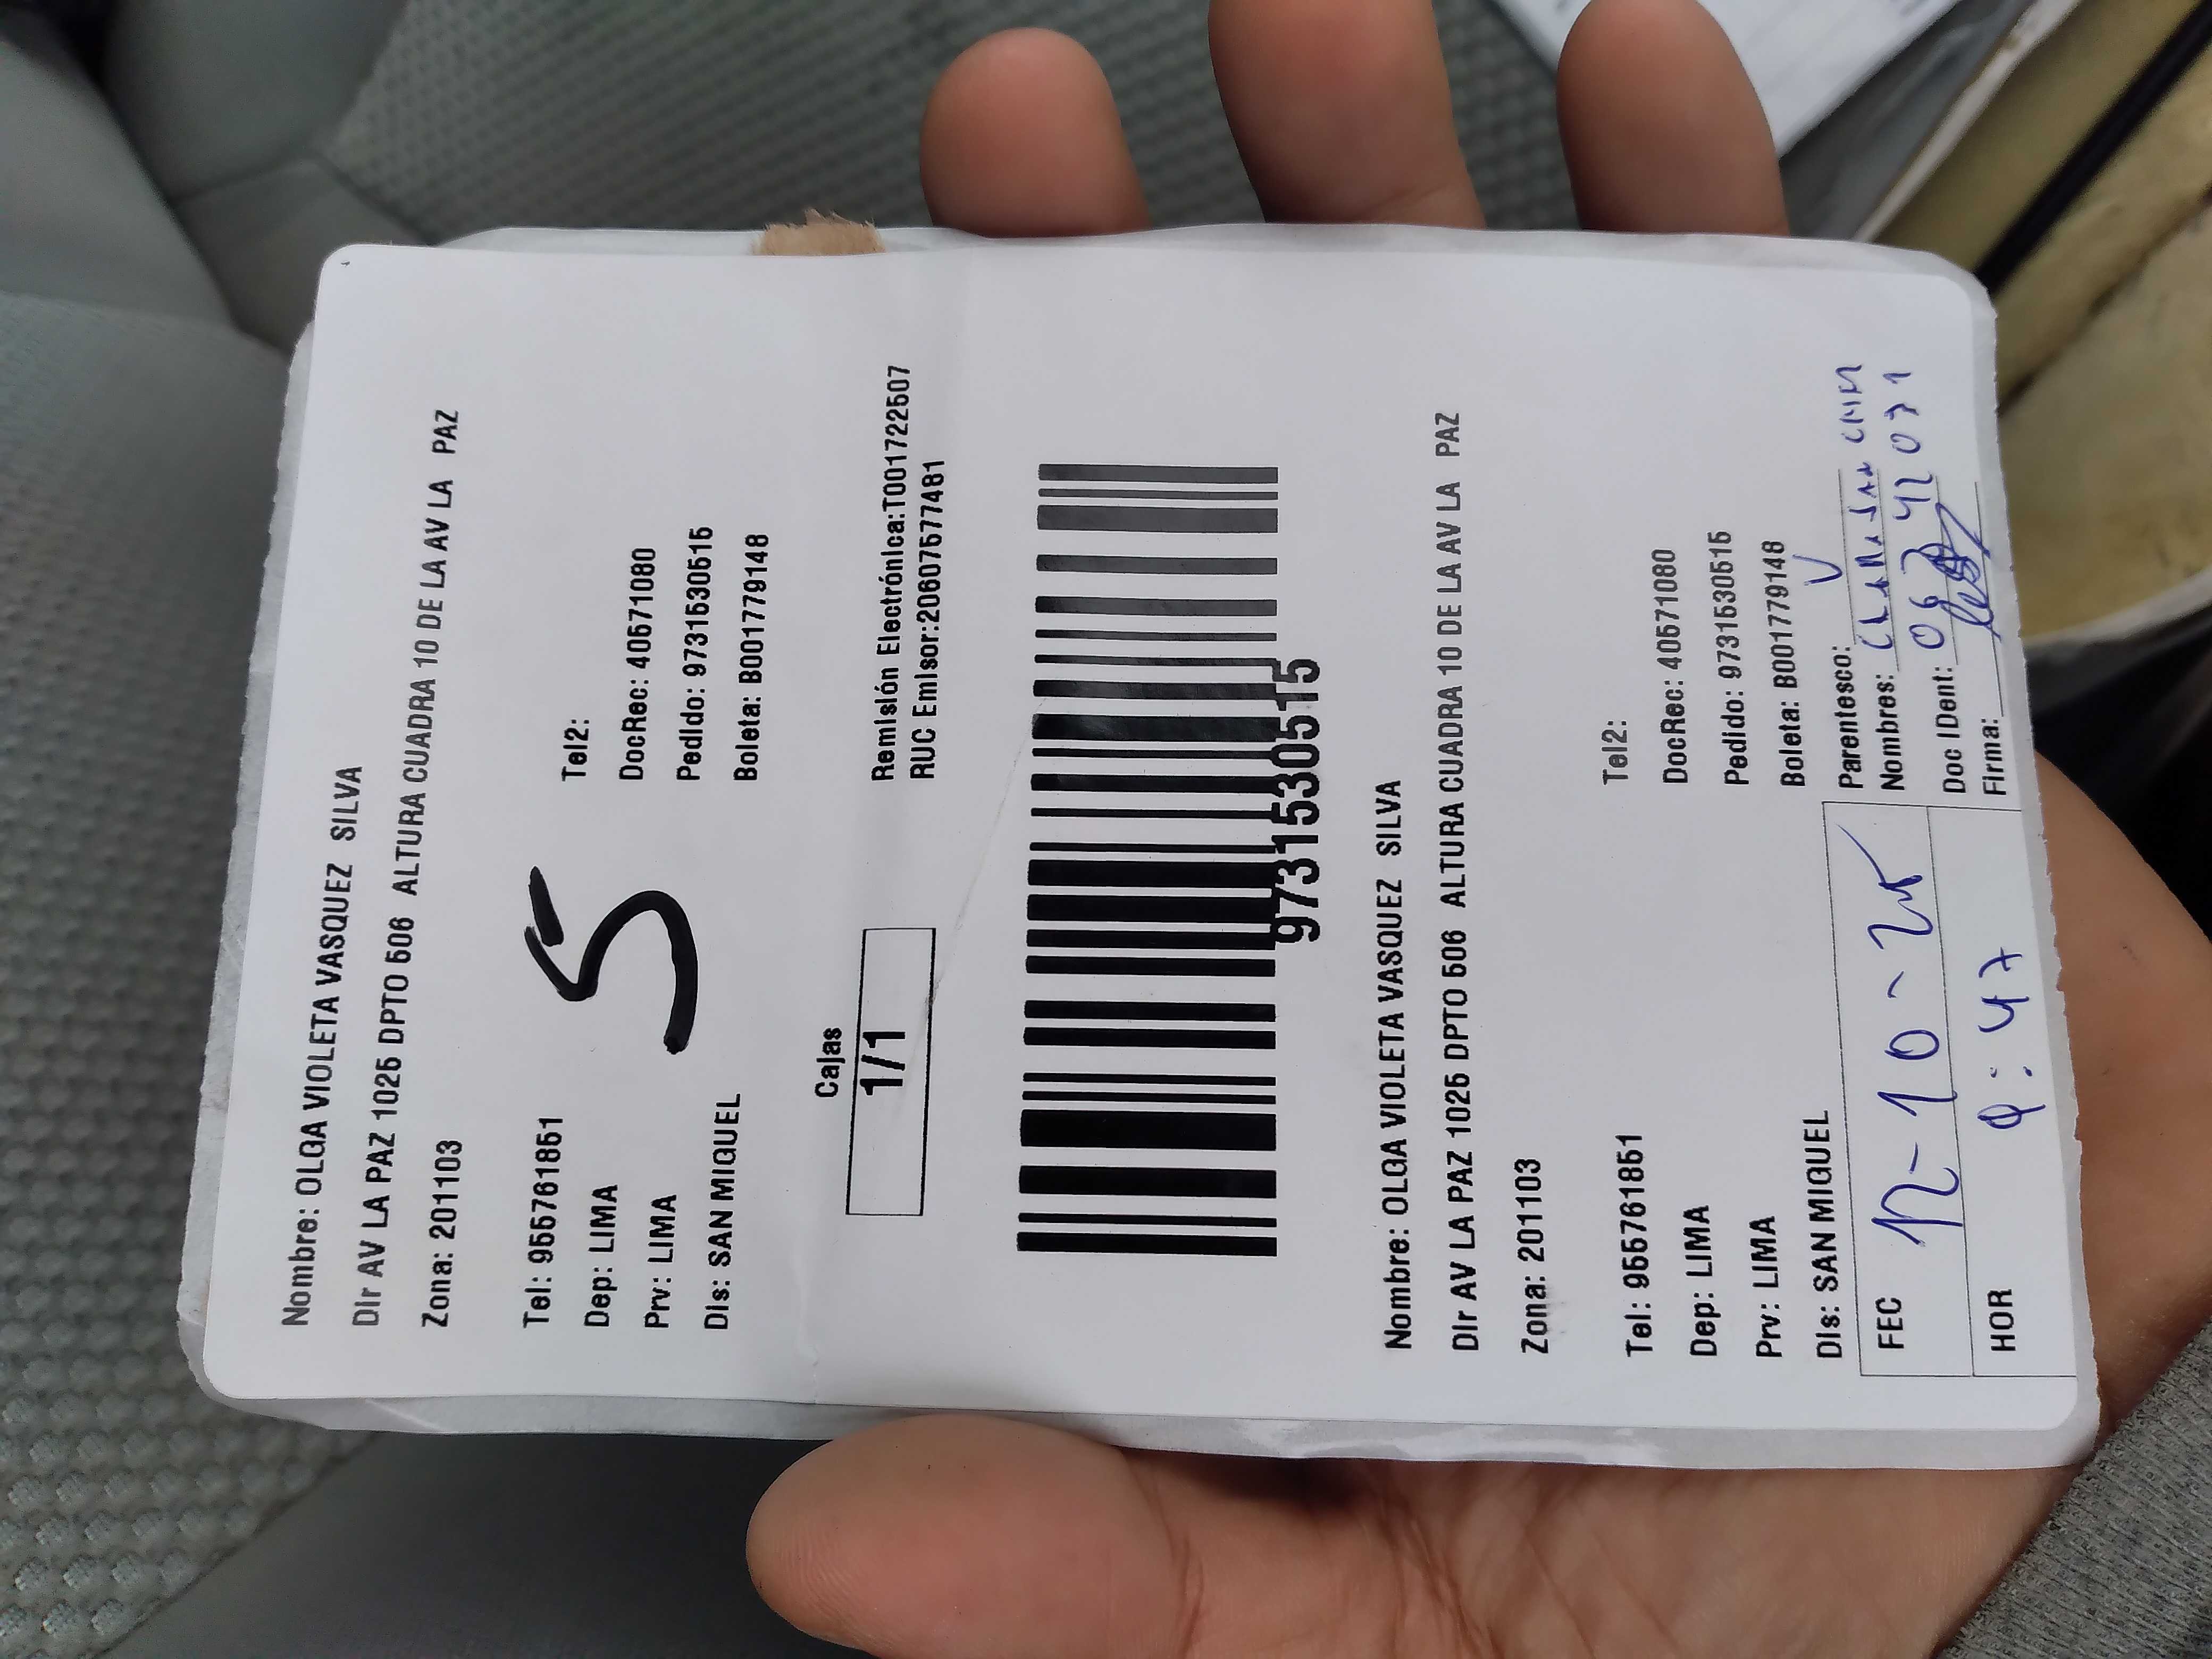 Nombre: OLGA VIOLETA VASQUEZ SILVA
Dir AV LA PAZ 1025 DPTO 506 ALTURA CUADRA 10 DE LA AV LA PAZ
Zona: 201103
Tel: 955761851
Tel2:
Dep: LIMA
DocRec: 40571080
Prv: LIMA
Pedido: 9731530515
Dis: SAN MIGUEL
Boleta: B001779148
5
Cajas
1/1
Remisión Electrónica:T001722507
RUC Emisor:20607577481
9731530515
Nombre: OLGA VIOLETA VASQUEZ SILVA
Dir AV LA PAZ 1025 DPTO 506 ALTURA CUADRA 10 DE LA AV LA PAZ
Zona: 201103
Tel: 955761851
Tel2:
Dep: LIMA
DocRec: 40571080
Prv: LIMA
Pedido: 9731530515
Dis: SAN MIGUEL
Boleta: B001779148
FEC 12-10-25
HOR 9:47
Parentesco:
Nombres:
Doc IDent:
Firma: